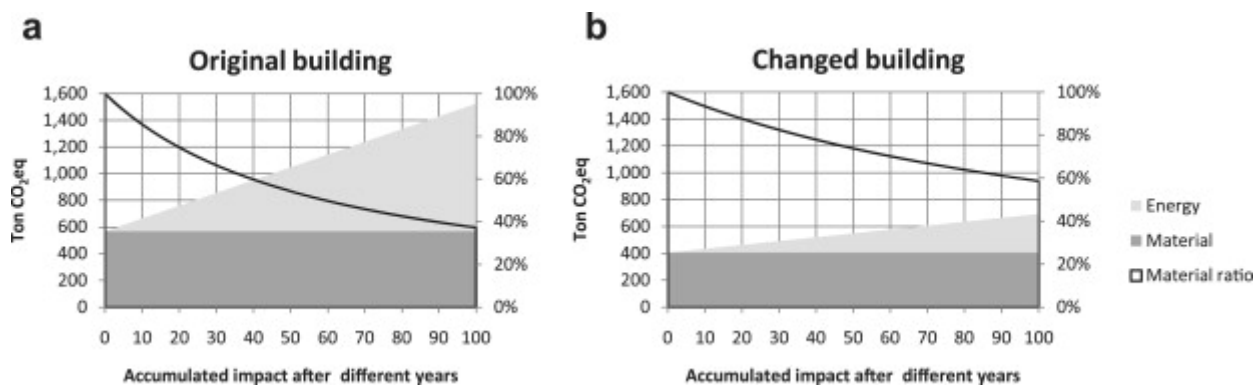 a
Original building
1,600
1,400
1,200
1,000
800
600
400
200
0
Ton CO₂eq
100%
80%
60%
40%
20%
0%
0 10 20 30 40 50 60 70 80 90 100
Accumulated impact after different years
b
Changed building
1,600
1,400
1,200
1,000
800
600
400
200
0
Ton CO₂eq
100%
80%
60%
40%
20%
0%
0 10 20 30 40 50 60 70 80 90 100
Accumulated impact after different years
Energy
Material
Material ratio